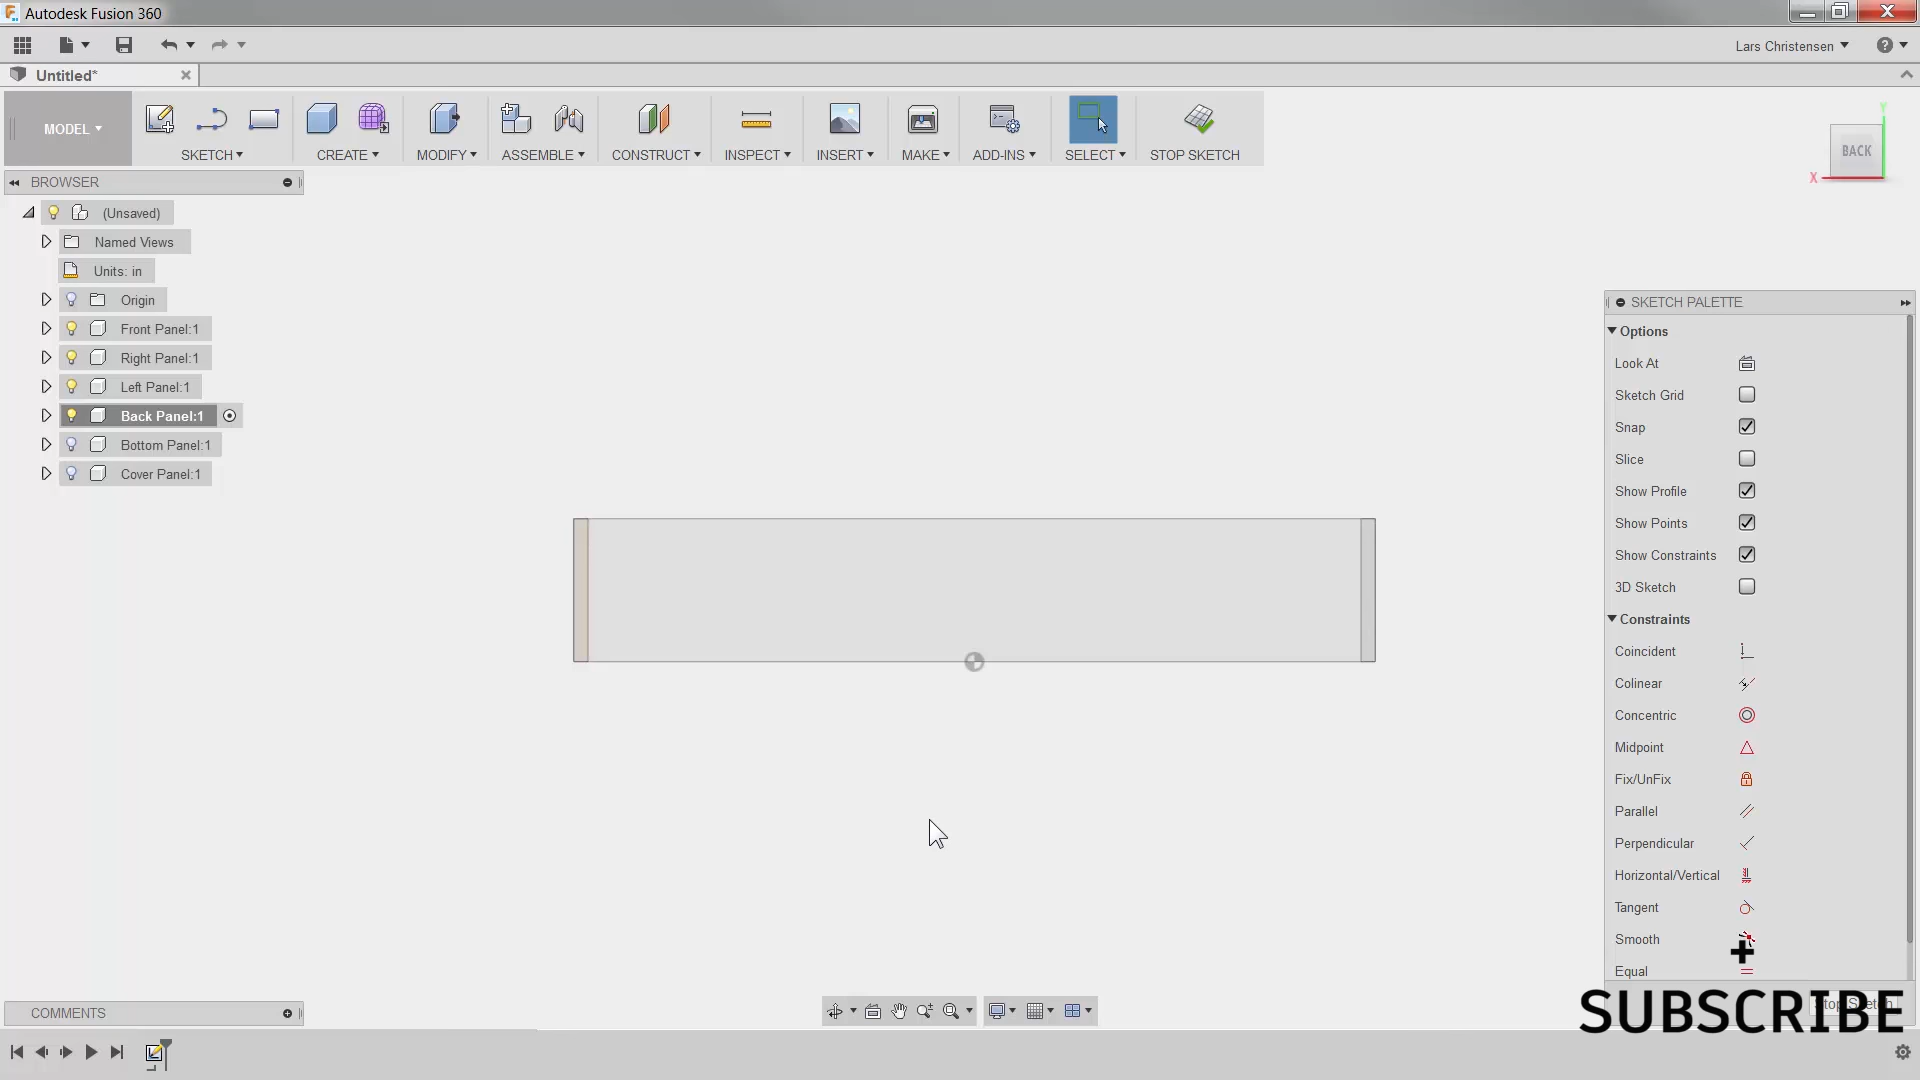 Autodesk Fusion 360
Lars Christensen
Untitled*
MODEL
SKETCH
CREATE
MODIFY
ASSEMBLE
CONSTRUCT
INSPECT
INSERT
MAKE
ADD-INS
SELECT
STOP SKETCH
BACK
X
Y
BROWSER
(Unsaved)
Named Views
Units: in
Origin
Front Panel:1
Right Panel:1
Left Panel:1
Back Panel:1
Bottom Panel:1
Cover Panel:1
SKETCH PALETTE
Options
Look At
Sketch Grid
Snap
Slice
Show Profile
Show Points
Show Constraints
3D Sketch
Constraints
Coincident
Colinear
Concentric
Midpoint
Fix/UnFix
Parallel
Perpendicular
Horizontal/Vertical
Tangent
Smooth
Equal
Stop Sketch
SUBSCRIBE
COMMENTS